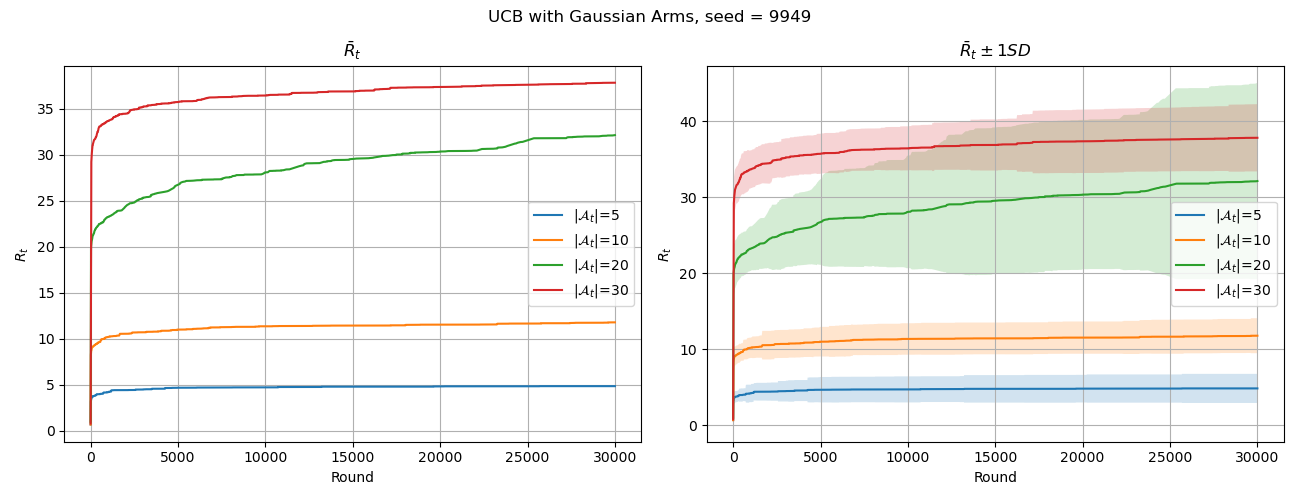 UCB with Gaussian Arms, seed = 9949
R̄ₜ
35
30
25
20
15
10
5
0
Rₜ
0 5000 10000 15000 20000 25000 30000
Round
|𝒜ₜ|=5
|𝒜ₜ|=10
|𝒜ₜ|=20
|𝒜ₜ|=30
R̄ₜ ± 1SD
40
30
20
10
0
Rₜ
0 5000 10000 15000 20000 25000 30000
Round
|𝒜ₜ|=5
|𝒜ₜ|=10
|𝒜ₜ|=20
|𝒜ₜ|=30